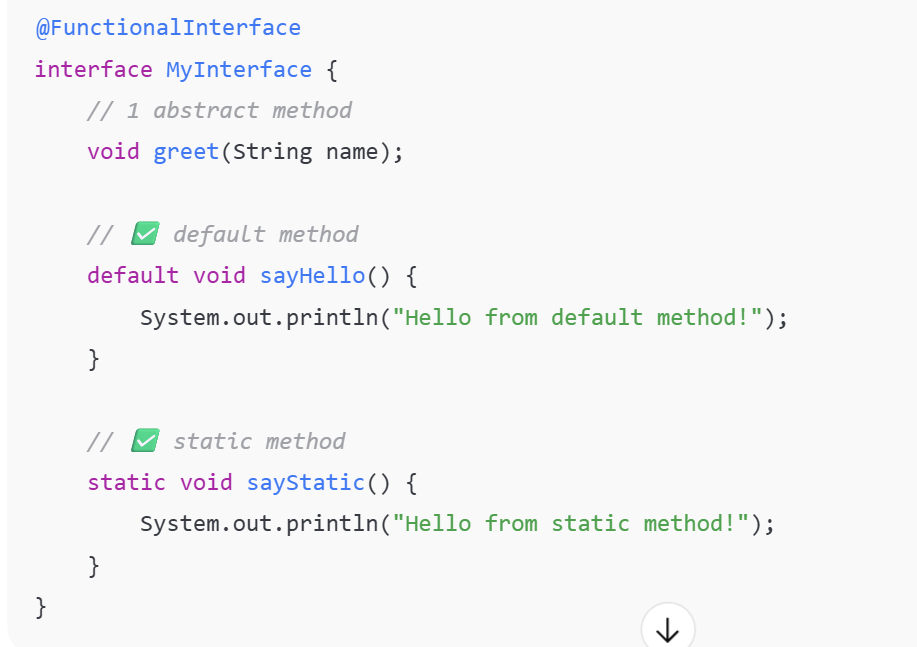 @FunctionalInterface
interface MyInterface {
    // 1 abstract method
    void greet(String name);
    // ✅ default method
    default void sayHello() {
        System.out.println("Hello from default method!");
    }
    // ✅ static method
    static void sayStatic() {
        System.out.println("Hello from static method!");
    }
}